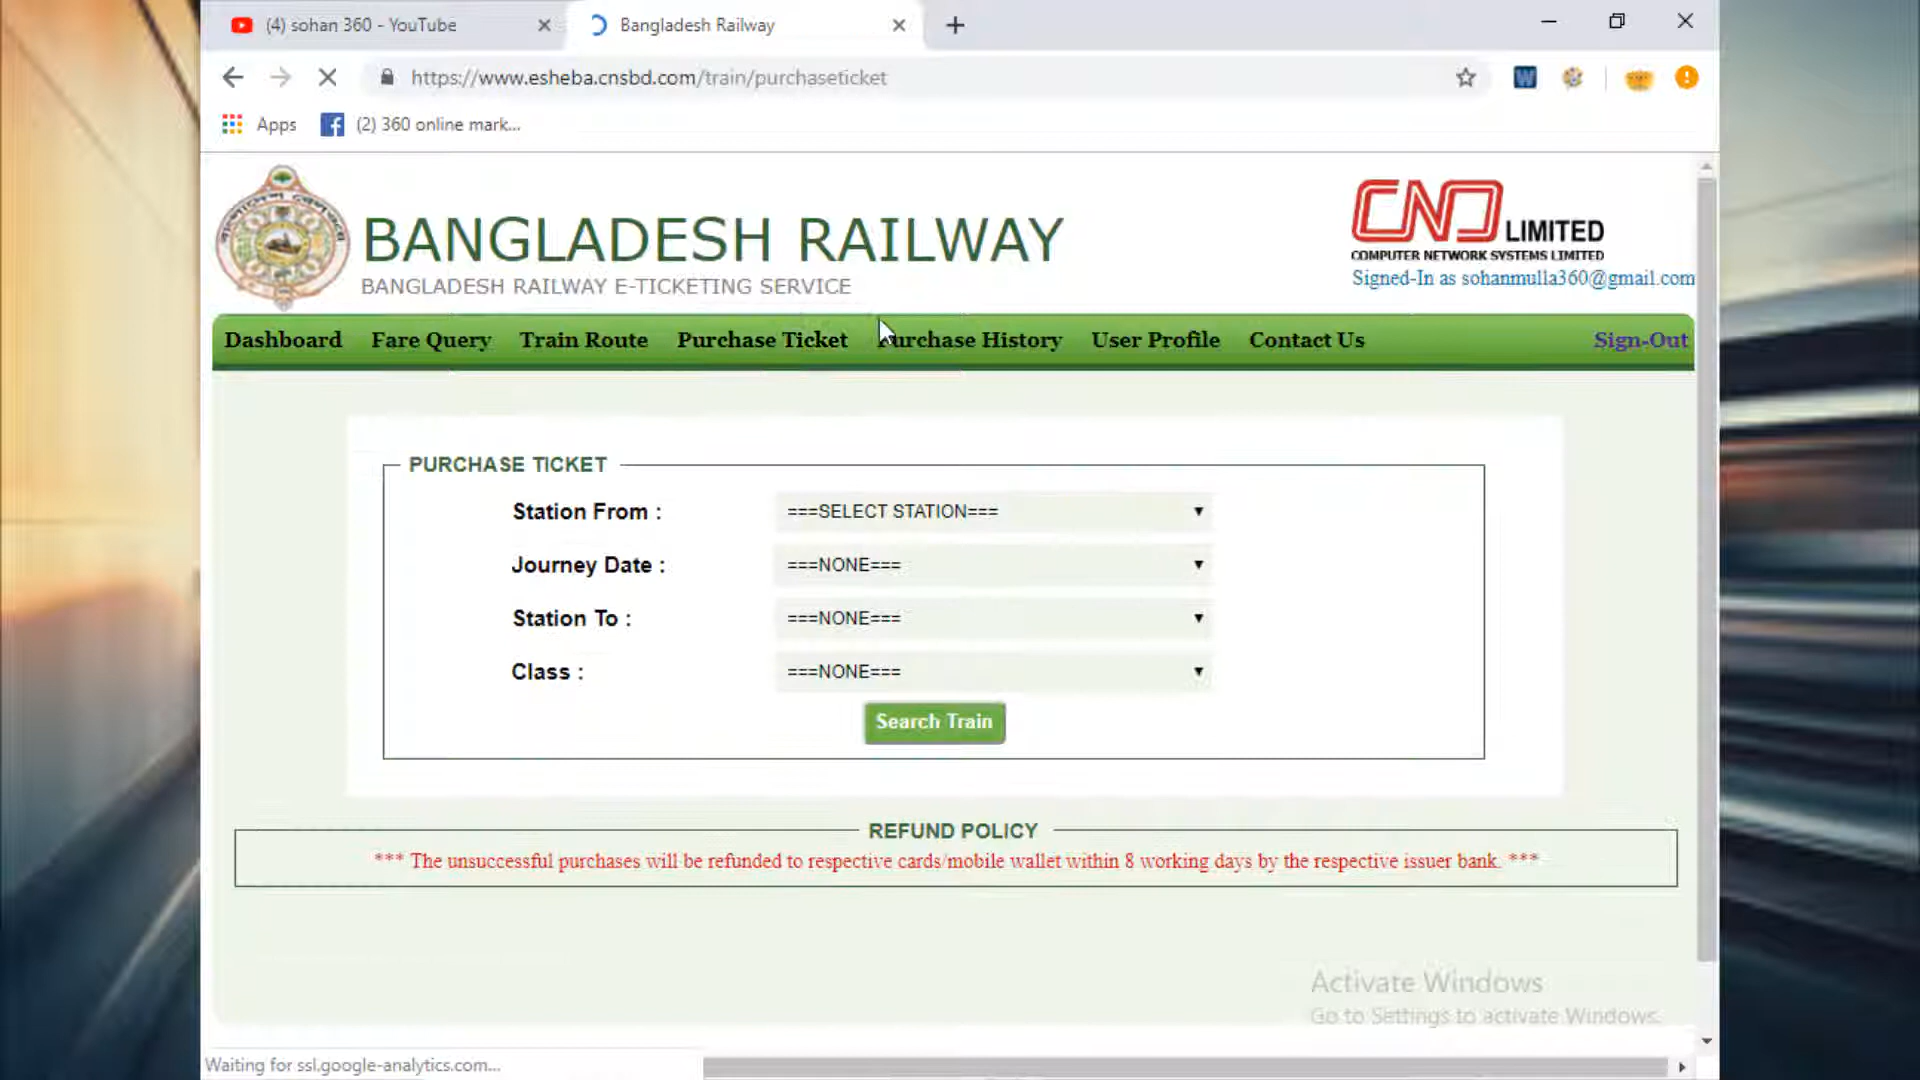 (4) sohan 360 - YouTube
Bangladesh Railway
https://www.esheba.cnsbd.com/train/purchaseticket
Apps
(2) 360 online mark...
BANGLADESH RAILWAY
BANGLADESH RAILWAY E-TICKETING SERVICE
LIMITED
COMPUTER NETWORK SYSTEMS LIMITED
Signed-In as sohanmulla360@gmail.com
Dashboard Fare Query Train Route Purchase Ticket Purchase History User Profile Contact Us Sign-Out
PURCHASE TICKET
Station From : ===SELECT STATION===
Journey Date : ===NONE===
Station To : ===NONE===
Class : ===NONE===
Search Train
REFUND POLICY
*** The unsuccessful purchases will be refunded to respective cards/mobile wallet within 8 working days by the respective issuer bank. ***
Activate Windows
Go to Settings to activate Windows.
Waiting for ssl.google-analytics.com...